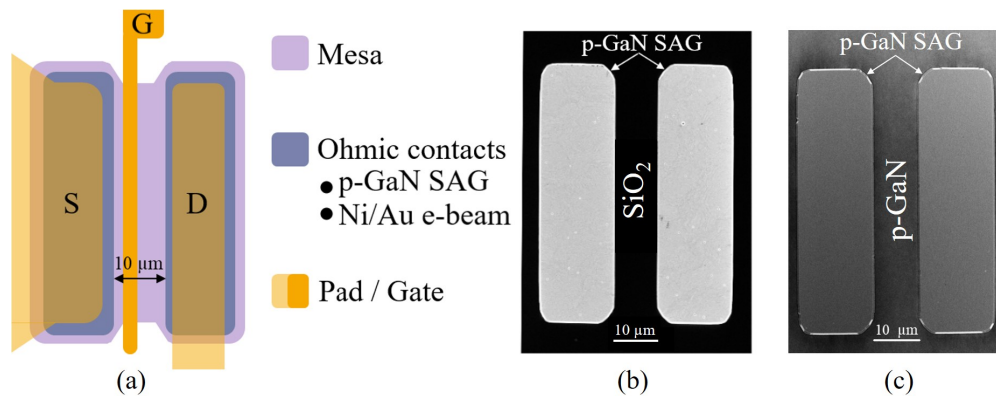 G
S
D
10 µm
(a)
Mesa
Ohmic contacts
• p-GaN SAG
• Ni/Au e-beam
Pad / Gate
p-GaN SAG
SiO₂
10 µm
(b)
p-GaN SAG
p-GaN
10 µm
(c)